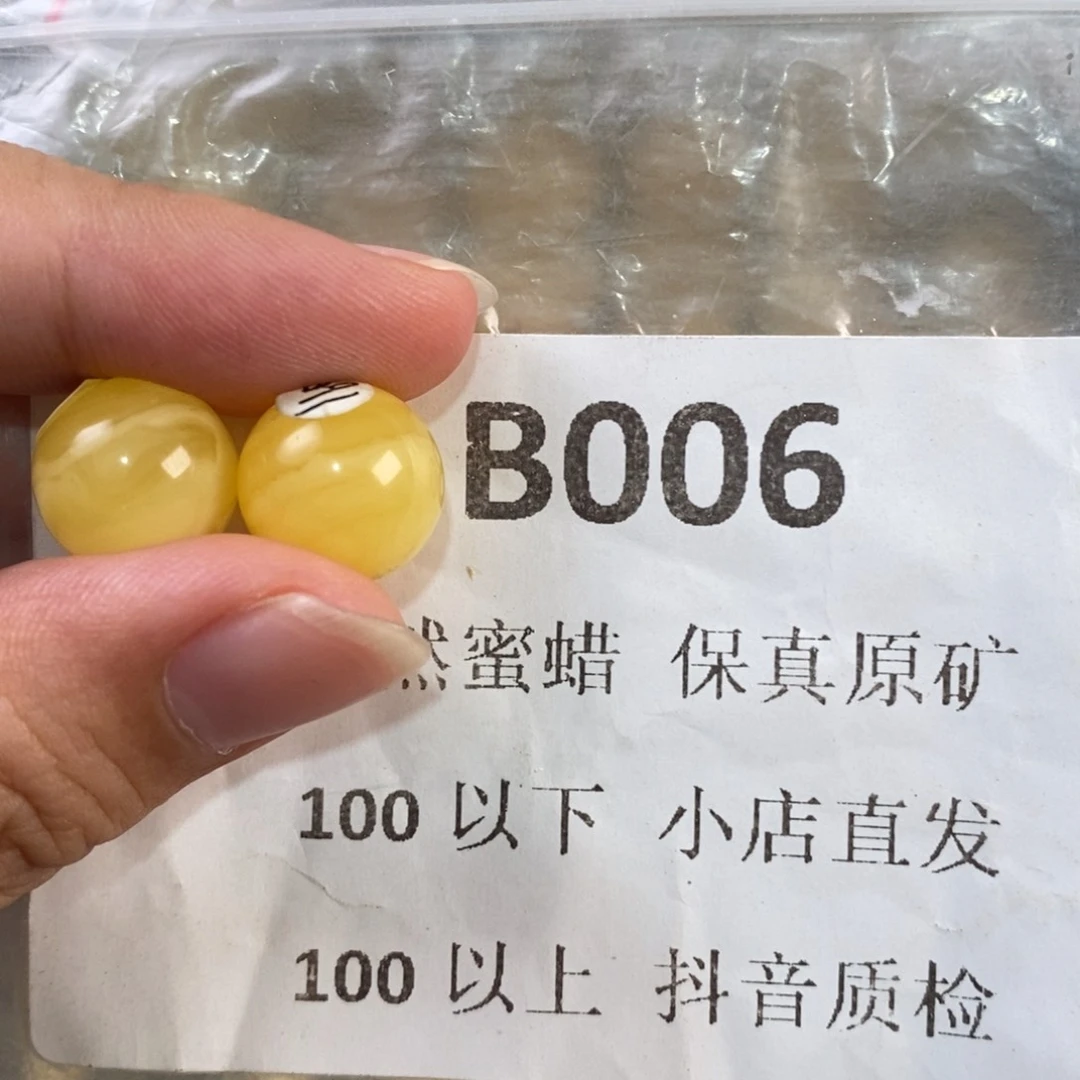 B006
然蜜蜡 保真原矿
100 以下 小店直发
100 以上 抖音质检